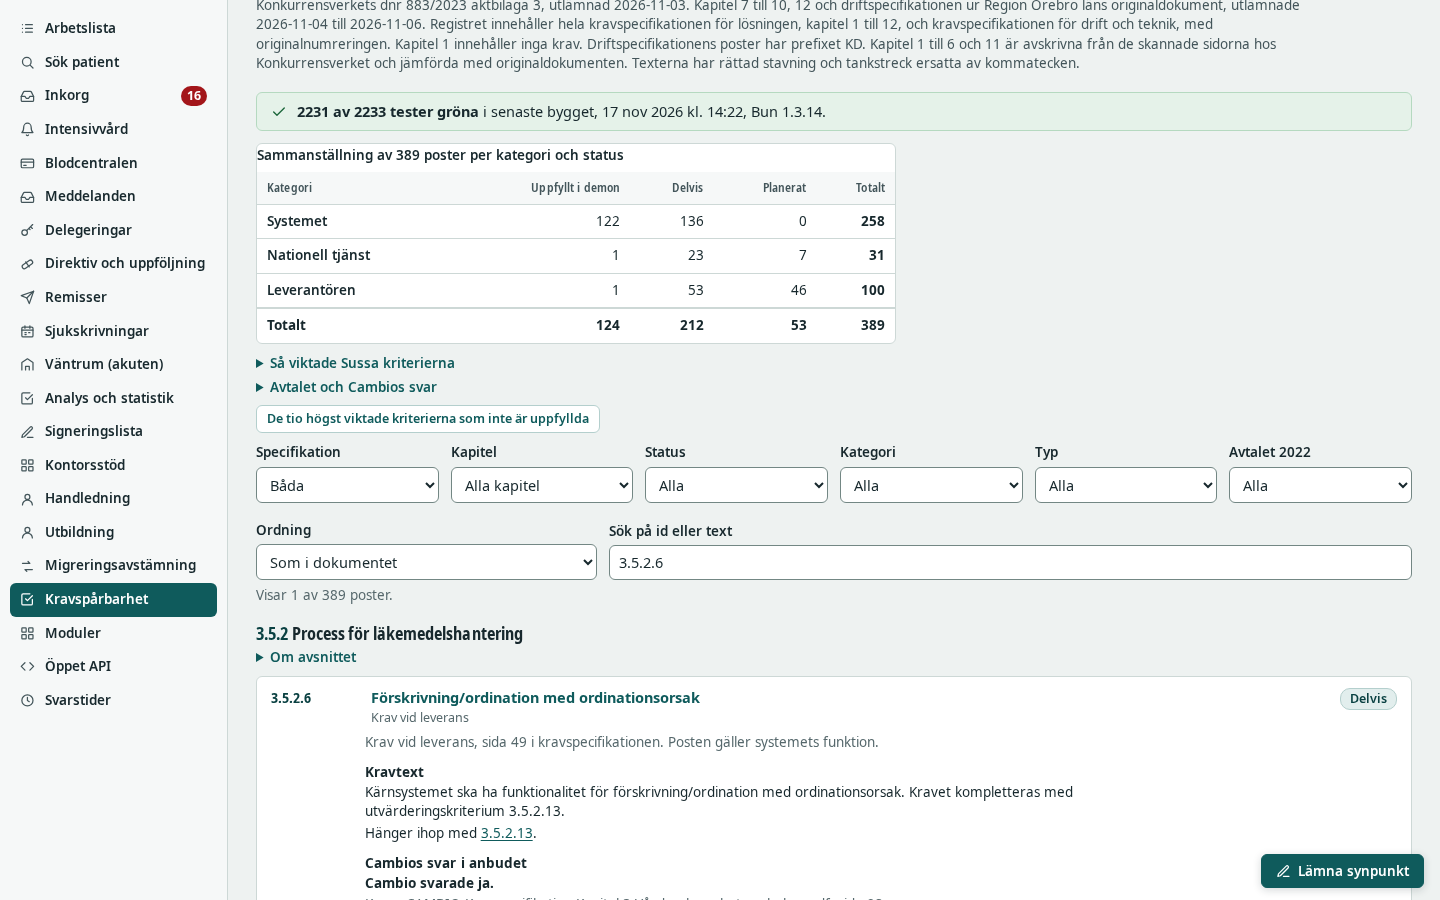 Arbetslista
Sök patient
Inkorg 16
Intensivvård
Blodcentralen
Meddelanden
Delegeringar
Direktiv och uppföljning
Remisser
Sjukskrivningar
Väntrum (akuten)
Analys och statistik
Signeringslista
Kontorsstöd
Handledning
Utbildning
Migreringsavstämning
Kravspårbarhet
Moduler
Öppet API
Svarstider
Konkurrensverkets dnr 883/2023 aktbilaga 3, utlämnad 2026-11-03. Kapitel 7 till 10, 12 och driftspecifikationen ur Region Örebro läns originaldokument, utlämnade
2026-11-04 till 2026-11-06. Registret innehåller hela kravspecifikationen för lösningen, kapitel 1 till 12, och kravspecifikationen för drift och teknik, med
originalnumreringen. Kapitel 1 innehåller inga krav. Driftspecifikationens poster har prefixet KD. Kapitel 1 till 6 och 11 är avskrivna från de skannade sidorna hos
Konkurrensverket och jämförda med originaldokumenten. Texterna har rättad stavning och tankstreck ersatta av kommatecken.
2231 av 2233 tester gröna i senaste bygget, 17 nov 2026 kl. 14:22, Bun 1.3.14.
Sammanställning av 389 poster per kategori och status
Kategori Uppfyllt i demon Delvis Planerat Totalt
Systemet 122 136 0 258
Nationell tjänst 1 23 7 31
Leverantören 1 53 46 100
Totalt 124 212 53 389
Så viktade Sussa kriterierna
Avtalet och Cambios svar
De tio högst viktade kriterierna som inte är uppfyllda
Specifikation Kapitel Status Kategori Typ Avtalet 2022
Båda Alla kapitel Alla Alla Alla Alla
Ordning Sök på id eller text
Som i dokumentet 3.5.2.6
Visar 1 av 389 poster.
3.5.2 Process för läkemedelshantering
Om avsnittet
3.5.2.6 Förskrivning/ordination med ordinationsorsak Delvis
Krav vid leverans
Krav vid leverans, sida 49 i kravspecifikationen. Posten gäller systemets funktion.
Kravtext
Kärnsystemet ska ha funktionalitet för förskrivning/ordination med ordinationsorsak. Kravet kompletteras med
utvärderingskriterium 3.5.2.13.
Hänger ihop med 3.5.2.13.
Cambios svar i anbudet
Cambio svarade ja.
Lämna synpunkt